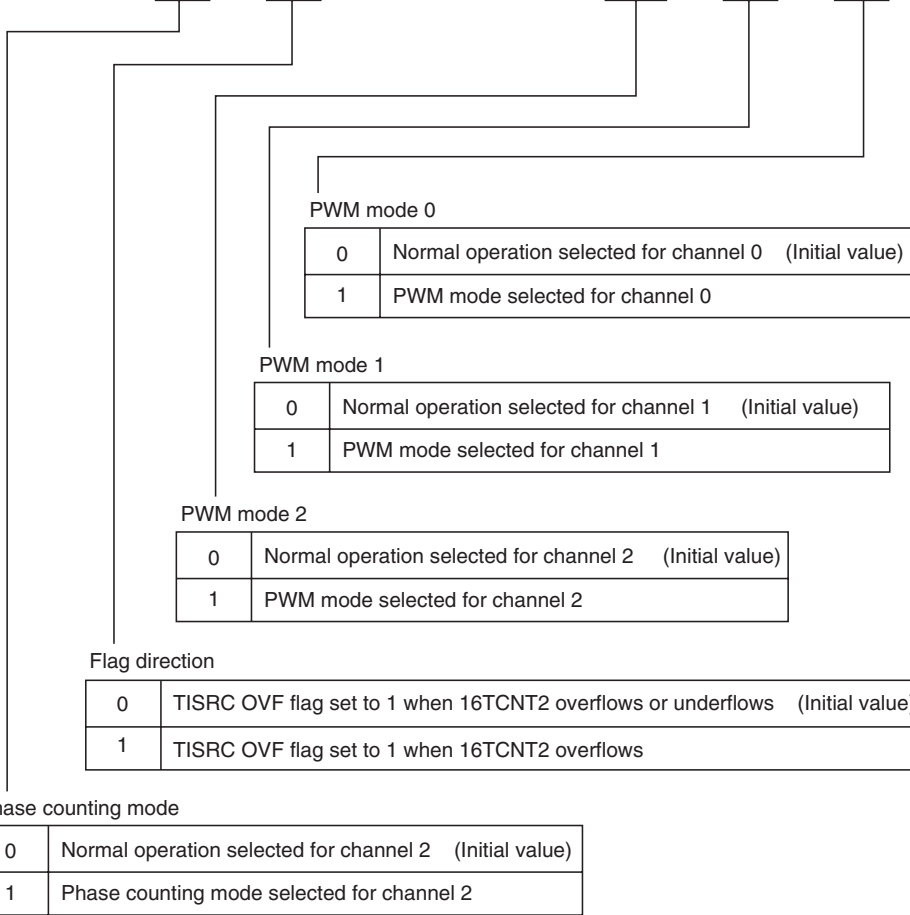 PWM mode 0
0 Normal operation selected for channel 0 (Initial value)
1 PWM mode selected for channel 0
PWM mode 1
0 Normal operation selected for channel 1 (Initial value)
1 PWM mode selected for channel 1
PWM mode 2
0 Normal operation selected for channel 2 (Initial value)
1 PWM mode selected for channel 2
Flag direction
0 TISRC OVF flag set to 1 when 16TCNT2 overflows or underflows (Initial value)
1 TISRC OVF flag set to 1 when 16TCNT2 overflows
hase counting mode
0 Normal operation selected for channel 2 (Initial value)
1 Phase counting mode selected for channel 2